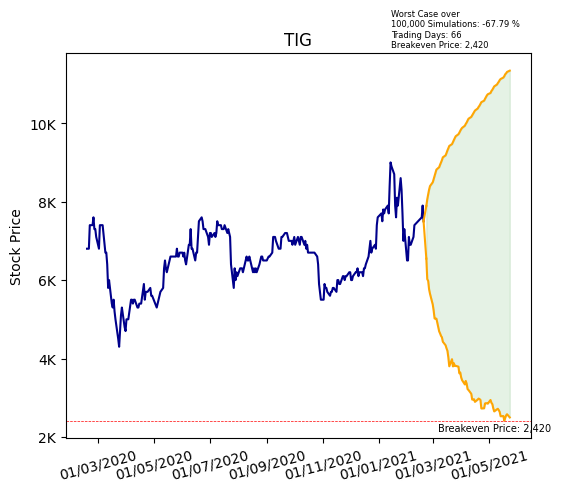 Worst Case over
100,000 Simulations: -67.79 %
Trading Days: 66
Breakeven Price: 2,420
TIG
Stock Price
10K
8K
6K
4K
2K
Breakeven Price: 2,420
01/03/2020
01/05/2020
01/07/2020
01/09/2020
01/11/2020
01/01/2021
01/03/2021
01/05/2021